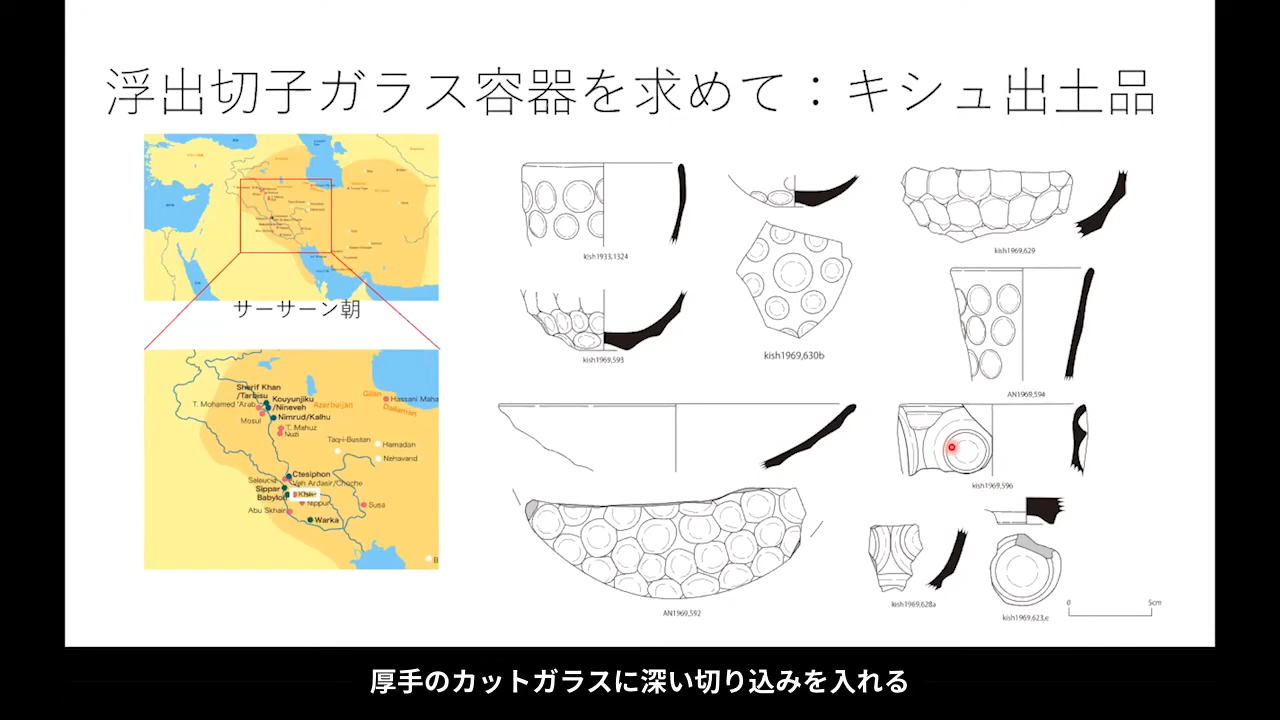 浮出切子ガラス容器を求めて：キシュ出土品
サーサーン朝
Sherif Khan
/Tarbisu
Kouyunjiku
/Nineveh
T. Mohamed 'Arab
Mosul
Nimrud/Kalhu
T. Mahuz
Nuzi
Azerbaijan
Gilan
Hassani Maha
Dailaman
Taq-i-Bustan
Hamadan
Nehavand
Ctesiphon
Seleucia
Veh Ardasir/Choche
Sippar
Babylon
Kish
Nippur
Abu Skhair
Warka
Susa
B
kish1933,1324
kish1969,593
kish1969,630b
kish1969,629
AN1969,594
AN1969,592
kish1969,596
kish1969,628a
kish1969,623,e
0
5cm
厚手のカットガラスに深い切り込みを入れる